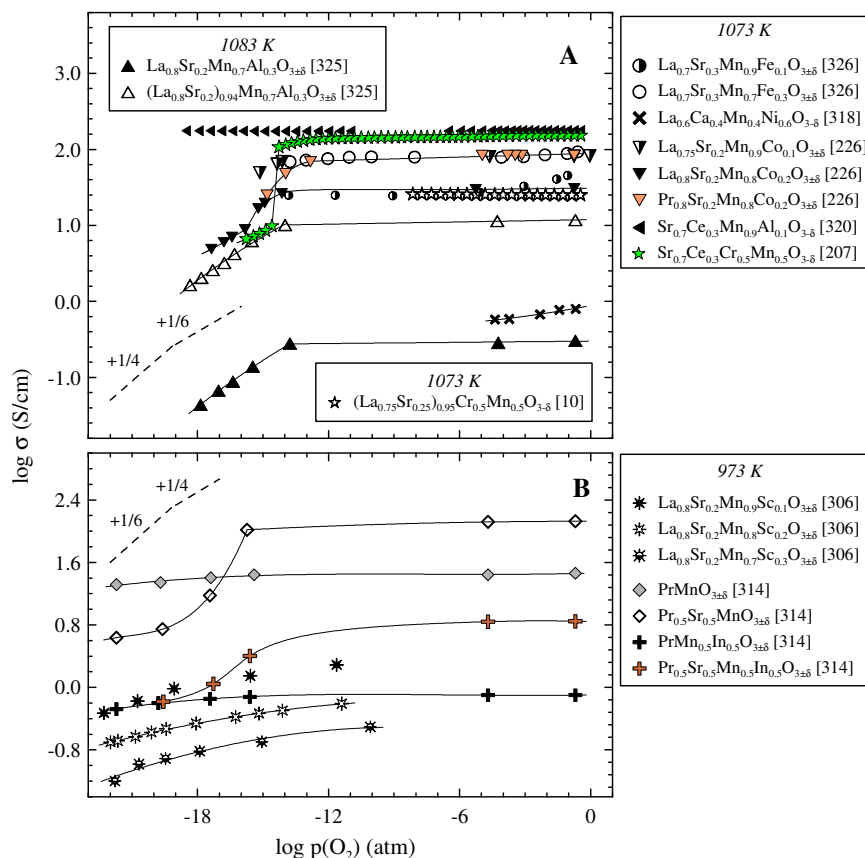 1083 K
La0.8Sr0.2Mn0.7Al0.3O3±δ [325]
(La0.8Sr0.2)0.94Mn0.7Al0.3O3±δ [325]
A
1073 K
La0.7Sr0.3Mn0.9Fe0.1O3±δ [326]
La0.7Sr0.3Mn0.7Fe0.3O3±δ [326]
La0.6Ca0.4Mn0.4Ni0.6O3-δ [318]
La0.75Sr0.2Mn0.9Co0.1O3±δ [226]
La0.8Sr0.2Mn0.8Co0.2O3±δ [226]
Pr0.8Sr0.2Mn0.8Co0.2O3±δ [226]
Sr0.7Ce0.3Mn0.9Al0.1O3-δ [320]
Sr0.7Ce0.3Cr0.5Mn0.5O3-δ [207]
3.0
2.0
1.0
0.0
-1.0
+1/6
+1/4
1073 K
(La0.75Sr0.25)0.95Cr0.5Mn0.5O3-δ [10]
log σ (S/cm)
B
+1/4
+1/6
2.4
1.6
0.8
0.0
-0.8
973 K
La0.8Sr0.2Mn0.9Sc0.1O3±δ [306]
La0.8Sr0.2Mn0.8Sc0.2O3±δ [306]
La0.8Sr0.2Mn0.7Sc0.3O3±δ [306]
PrMnO3±δ [314]
Pr0.5Sr0.5MnO3±δ [314]
PrMn0.5In0.5O3±δ [314]
Pr0.5Sr0.5Mn0.5In0.5O3±δ [314]
-18 -12 -6 0
log p(O2) (atm)